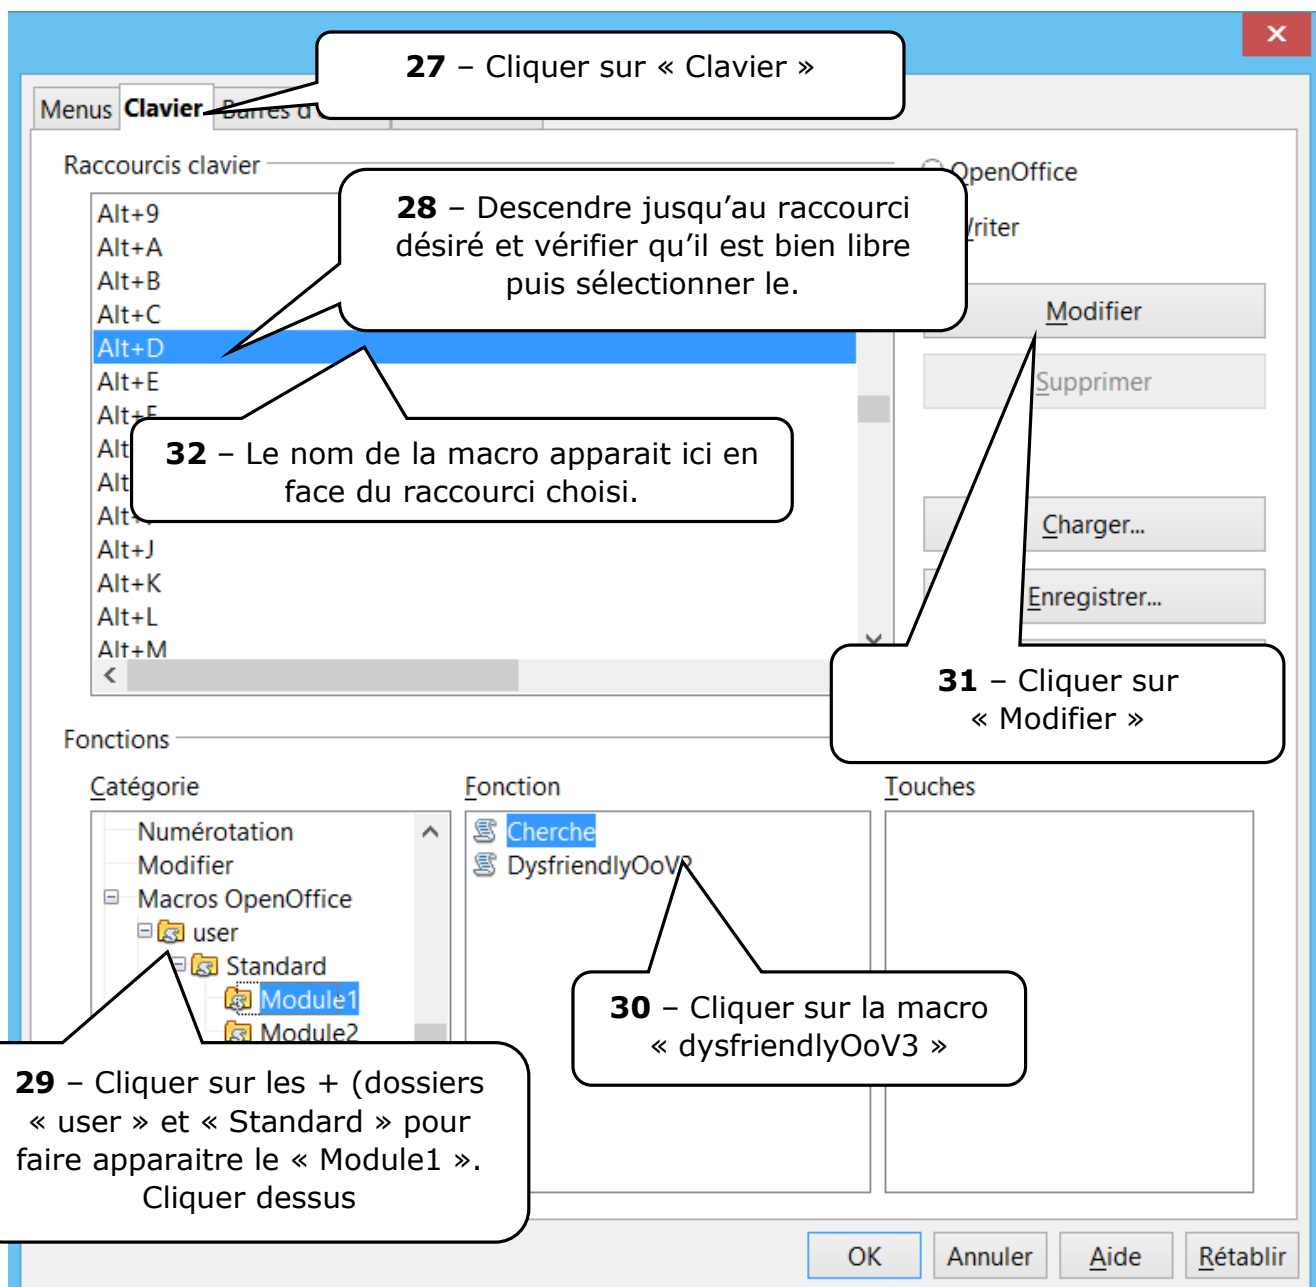 27 – Cliquer sur « Clavier »
Menus Clavier
Raccourcis clavier
OpenOffice
28 – Descendre jusqu’au raccourci
désiré et vérifier qu’il est bien libre
puis sélectionner le.
Alt+9
Alt+A
Alt+B
Alt+C
Alt+D
Alt+E
Alt
Alt
Alt
Alt+J
Alt+K
Alt+L
Alt+M
Modifier
Supprimer
32 – Le nom de la macro apparait ici en
face du raccourci choisi.
Charger...
Enregistrer...
31 – Cliquer sur
« Modifier »
Fonctions
Catégorie
Numérotation
Modifier
Macros OpenOffice
user
Standard
Module1
Module2
Fonction
Cherche
Touches
30 – Cliquer sur la macro
« dysfriendlyOoV3 »
29 – Cliquer sur les + (dossiers
« user » et « Standard » pour
faire apparaitre le « Module1 ».
Cliquer dessus
OK Annuler Aide Rétablir